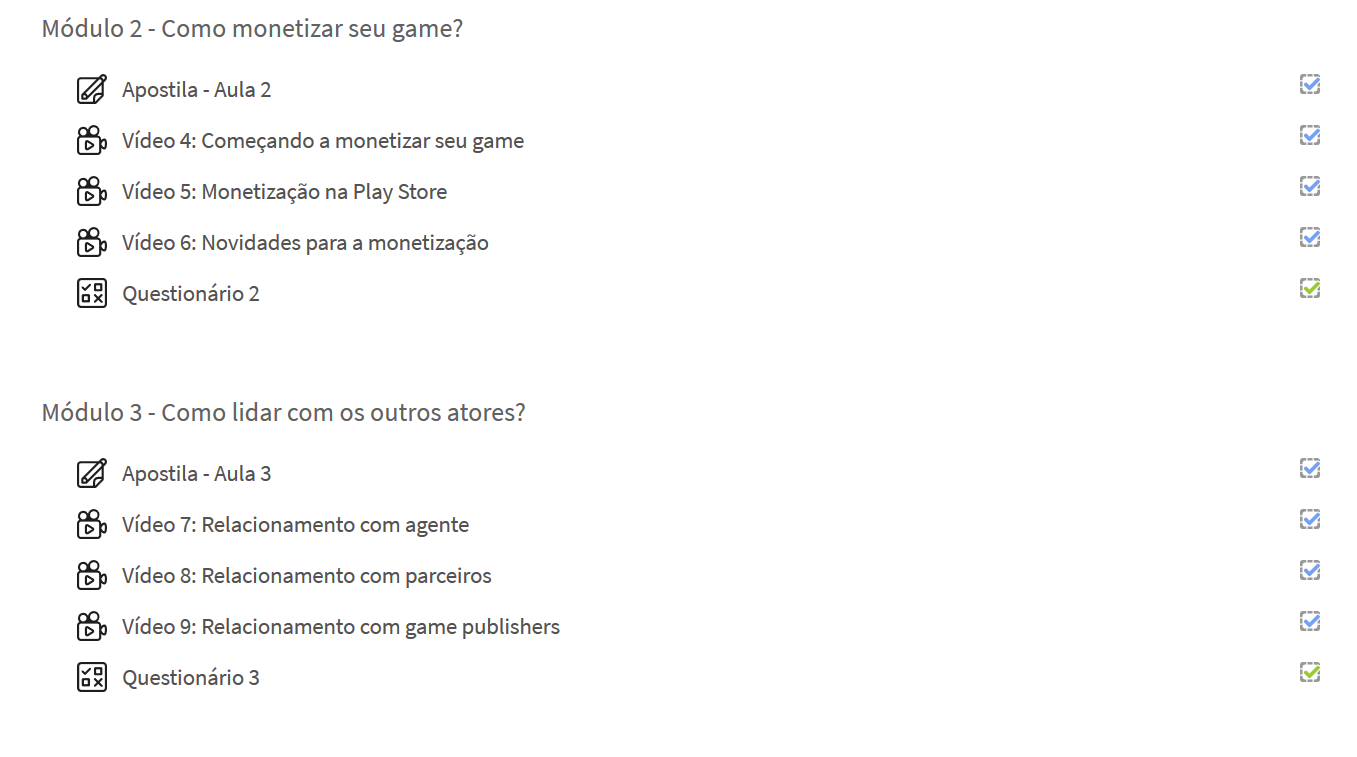 Módulo 2 - Como monetizar seu game?
Apostila - Aula 2
Vídeo 4: Começando a monetizar seu game
Vídeo 5: Monetização na Play Store
Vídeo 6: Novidades para a monetização
Questionário 2
Módulo 3 - Como lidar com os outros atores?
Apostila - Aula 3
Vídeo 7: Relacionamento com agente
Vídeo 8: Relacionamento com parceiros
Vídeo 9: Relacionamento com game publishers
Questionário 3